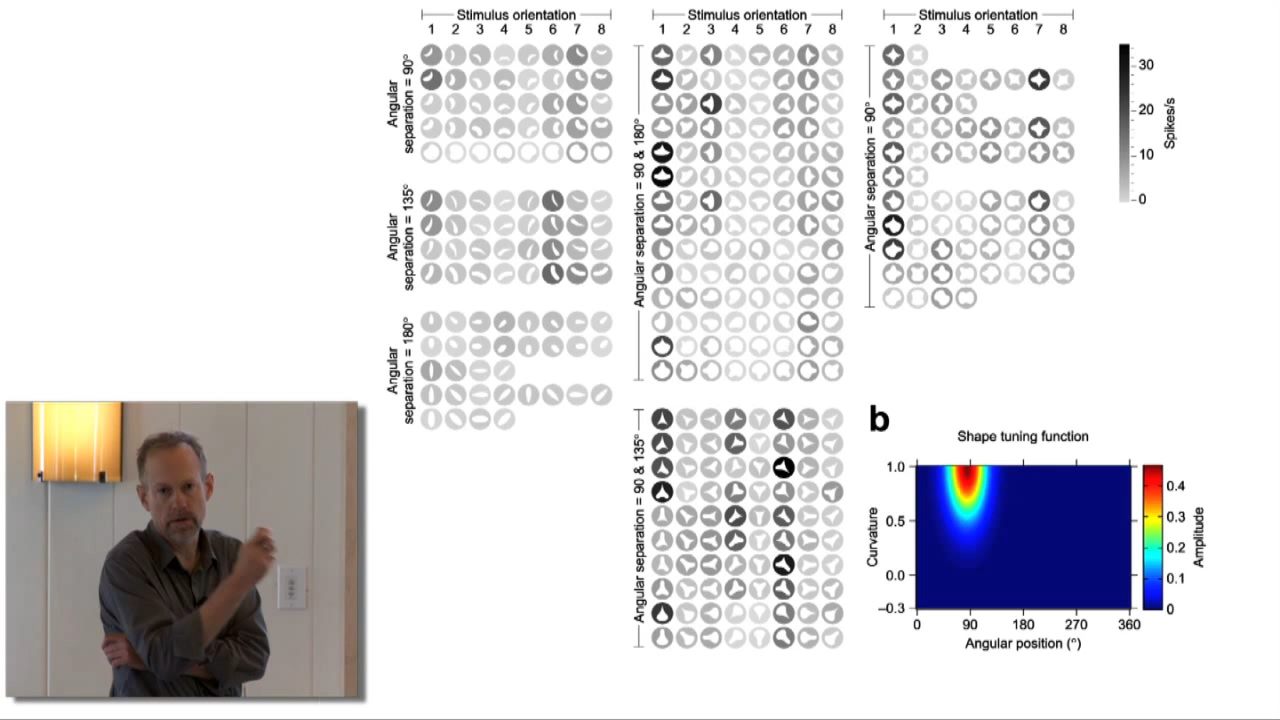 Stimulus orientation
1 2 3 4 5 6 7 8
Angular
separation = 90°
Angular
separation = 135°
Angular
separation = 180°
Stimulus orientation
1 2 3 4 5 6 7 8
Angular separation = 90 & 180°
Angular separation = 90 & 135°
Stimulus orientation
1 2 3 4 5 6 7 8
Angular separation = 90°
30
20
10
0
Spikes/s
b
Shape tuning function
1.0
0.5
0.0
–0.3
Curvature
0 90 180 270 360
Angular position (°)
0.4
0.3
0.2
0.1
0
Amplitude